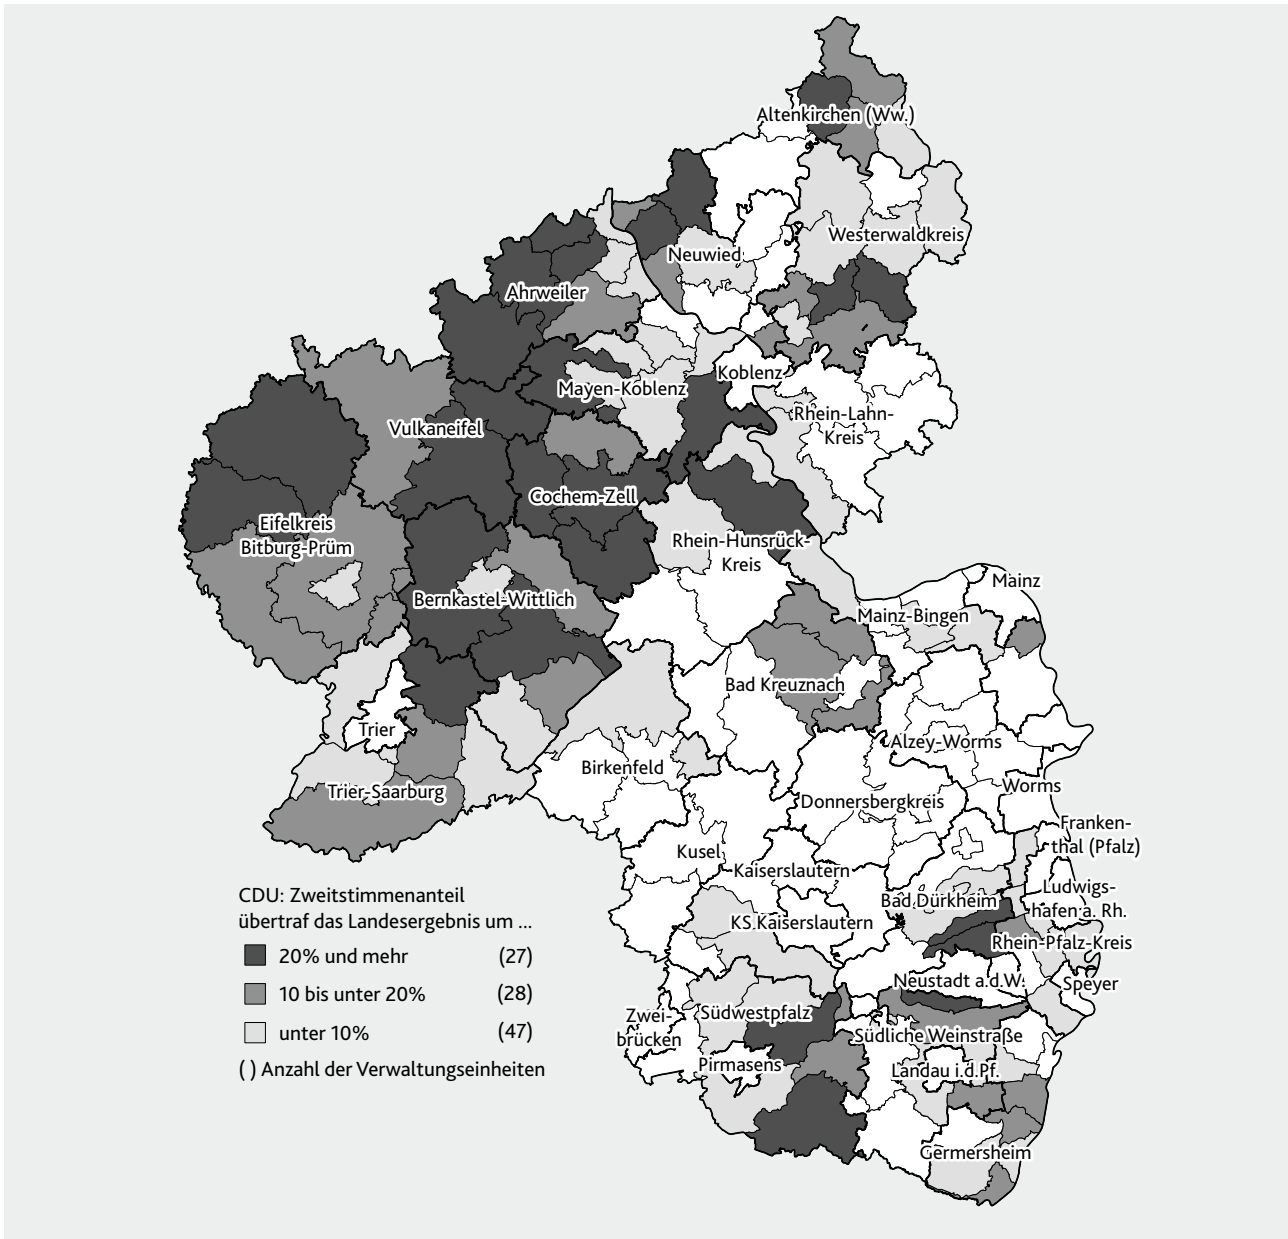 Altenkirchen (Ww.)
Westerwaldkreis
Neuwied
Ahrweiler
Koblenz
Mayen-Koblenz
Rhein-Lahn-
Kreis
Vulkaneifel
Cochem-Zell
Eifelkreis
Bitburg-Prüm
Rhein-Hunsrück-
Kreis
Mainz
Bernkastel-Wittlich
Mainz-Bingen
Bad Kreuznach
Trier
Alzey-Worms
Birkenfeld
Trier-Saarburg
Worms
Donnersbergkreis
Franken-
thal (Pfalz)
Kusel
Kaiserslautern
Ludwigs-
hafen a. Rh.
Bad Dürkheim
KS.Kaiserslautern
Rhein-Pfalz-Kreis
Neustadt a.d.W.
Speyer
Zwei-
brücken
Südwestpfalz
Südliche Weinstraße
Pirmasens
Landau i.d.Pf.
Germersheim
CDU: Zweitstimmenanteil
übertraf das Landesergebnis um ...
20% und mehr (27)
10 bis unter 20% (28)
unter 10% (47)
( ) Anzahl der Verwaltungseinheiten